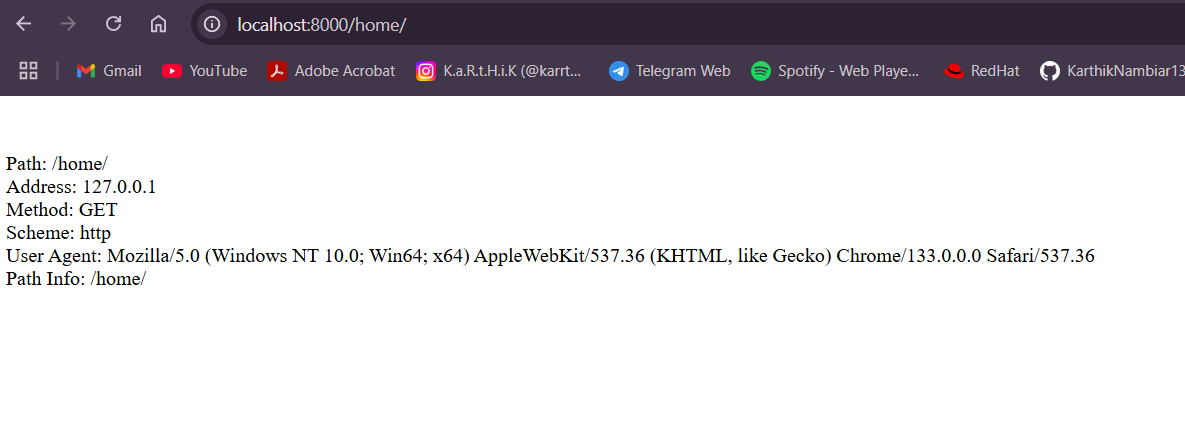 localhost:8000/home/
Gmail YouTube Adobe Acrobat K.a.R.t.H.i.K (@karrt... Telegram Web Spotify - Web Playe... RedHat KarthikNambiar13
Path: /home/
Address: 127.0.0.1
Method: GET
Scheme: http
User Agent: Mozilla/5.0 (Windows NT 10.0; Win64; x64) AppleWebKit/537.36 (KHTML, like Gecko) Chrome/133.0.0.0 Safari/537.36
Path Info: /home/